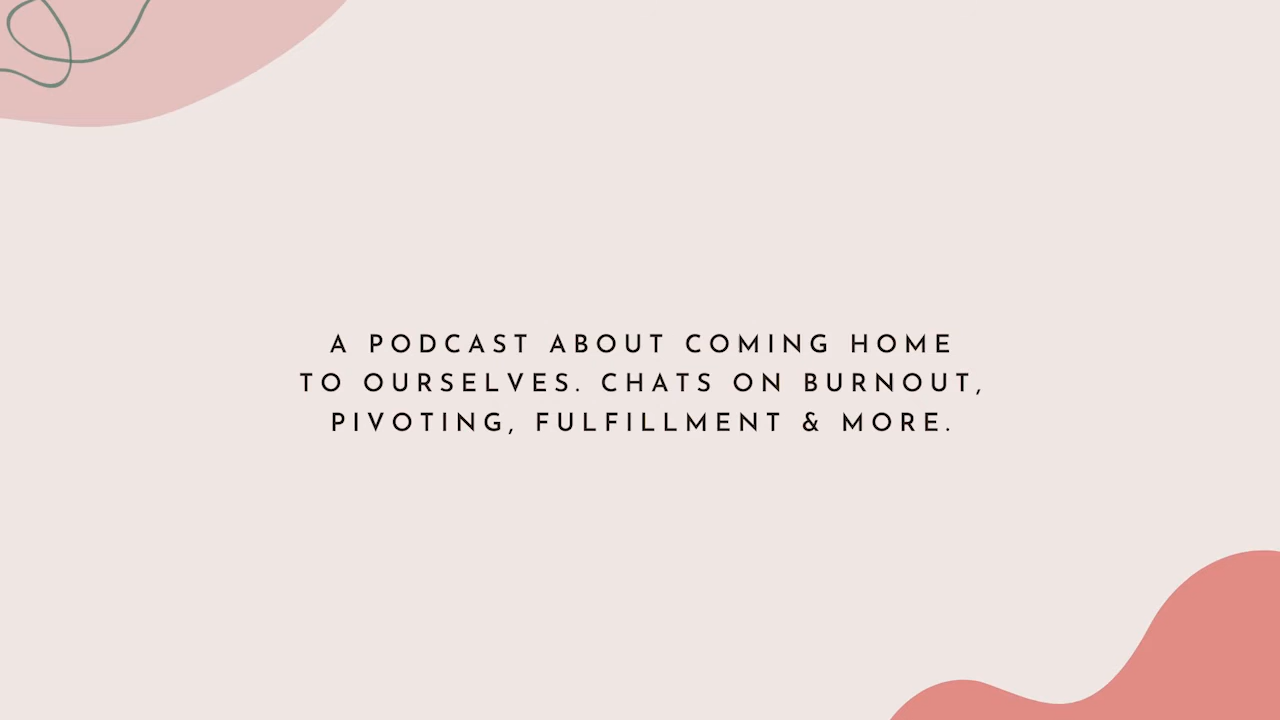 A PODCAST ABOUT COMING HOME
TO OURSELVES. CHATS ON BURNOUT,
PIVOTING, FULFILLMENT & MORE.